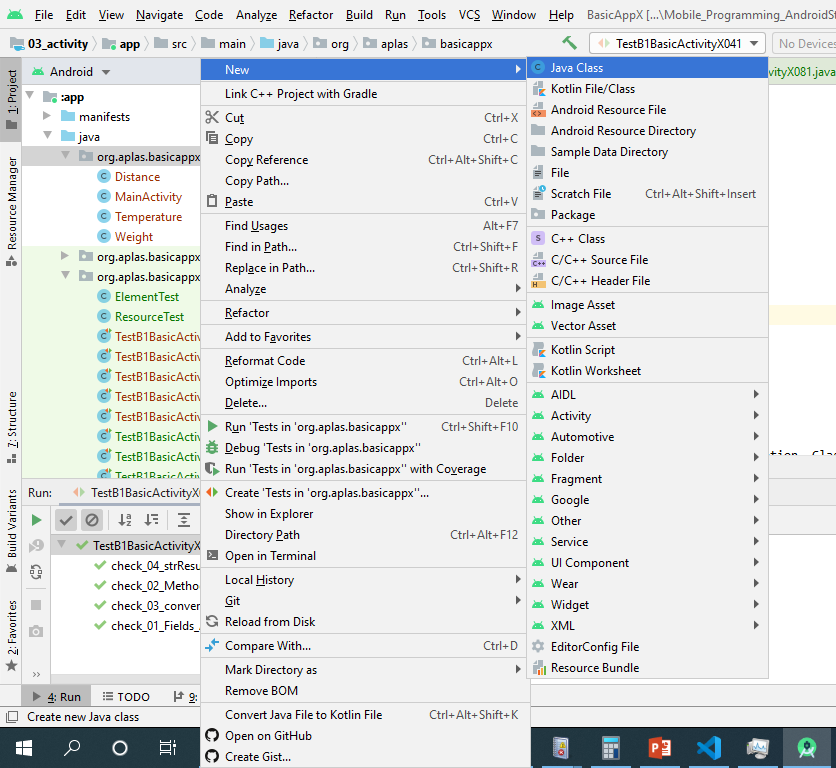 File Edit View Navigate Code Analyze Refactor Build Run Tools VCS Window Help BasicAppX [...\Mobile_Programming_AndroidSt
03_activity app src main java org aplas basicappx TestB1BasicActivityX041 No Devices
1: Project
Resource Manager
7: Structure
Build Variants
2: Favorites
Android
vityX081.java
:app
manifests
java
org.aplas.basicappx
Distance
MainActivity
Temperature
Weight
org.aplas.basicappx
org.aplas.basicappx
ElementTest
ResourceTest
TestB1BasicActiv
TestB1BasicActiv
TestB1BasicActiv
TestB1BasicActiv
TestB1BasicActiv
TestB1BasicActiv
TestB1BasicActiv
TestB1BasicActiv
Run: TestB1BasicActivityX0
TestB1BasicActivityX
check_04_strResu
check_02_Metho
check_03_conver
check_01_Fields_
4: Run TODO 9:
Create new Java class
New
Link C++ Project with Gradle
Cut Ctrl+X
Copy Ctrl+C
Copy Reference Ctrl+Alt+Shift+C
Copy Path...
Paste Ctrl+V
Find Usages Alt+F7
Find in Path... Ctrl+Shift+F
Replace in Path... Ctrl+Shift+R
Analyze
Refactor
Add to Favorites
Reformat Code Ctrl+Alt+L
Optimize Imports Ctrl+Alt+O
Delete... Delete
Run 'Tests in 'org.aplas.basicappx'' Ctrl+Shift+F10
Debug 'Tests in 'org.aplas.basicappx''
Run 'Tests in 'org.aplas.basicappx'' with Coverage
Create 'Tests in 'org.aplas.basicappx''...
Show in Explorer
Directory Path Ctrl+Alt+F12
Open in Terminal
Local History
Git
Reload from Disk
Compare With... Ctrl+D
Mark Directory as
Remove BOM
Convert Java File to Kotlin File Ctrl+Alt+Shift+K
Open on GitHub
Create Gist...
Java Class
Kotlin File/Class
Android Resource File
Android Resource Directory
Sample Data Directory
File
Scratch File Ctrl+Alt+Shift+Insert
Package
C++ Class
C/C++ Source File
C/C++ Header File
Image Asset
Vector Asset
Kotlin Script
Kotlin Worksheet
AIDL
Activity
Automotive
Folder
Fragment
Google
Other
Service
UI Component
Wear
Widget
XML
EditorConfig File
Resource Bundle